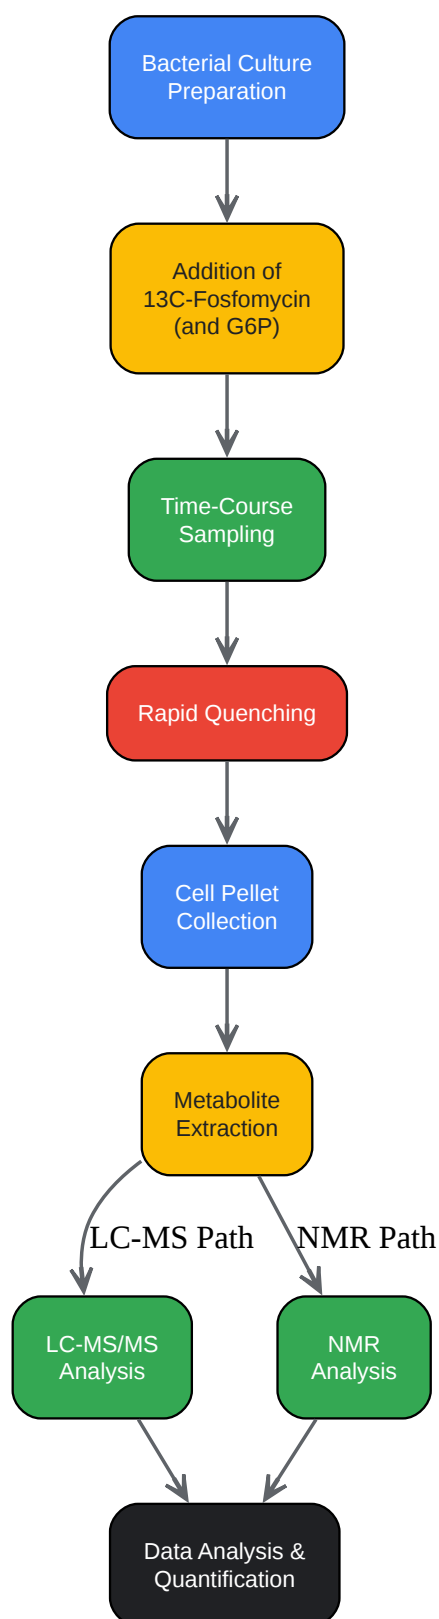 Bacterial Culture
Preparation
Addition of
13C-Fosfomycin
(and G6P)
Time-Course
Sampling
Rapid Quenching
Cell Pellet
Collection
Metabolite
Extraction
LC-MS Path
NMR Path
LC-MS/MS
Analysis
NMR
Analysis
Data Analysis &
Quantification